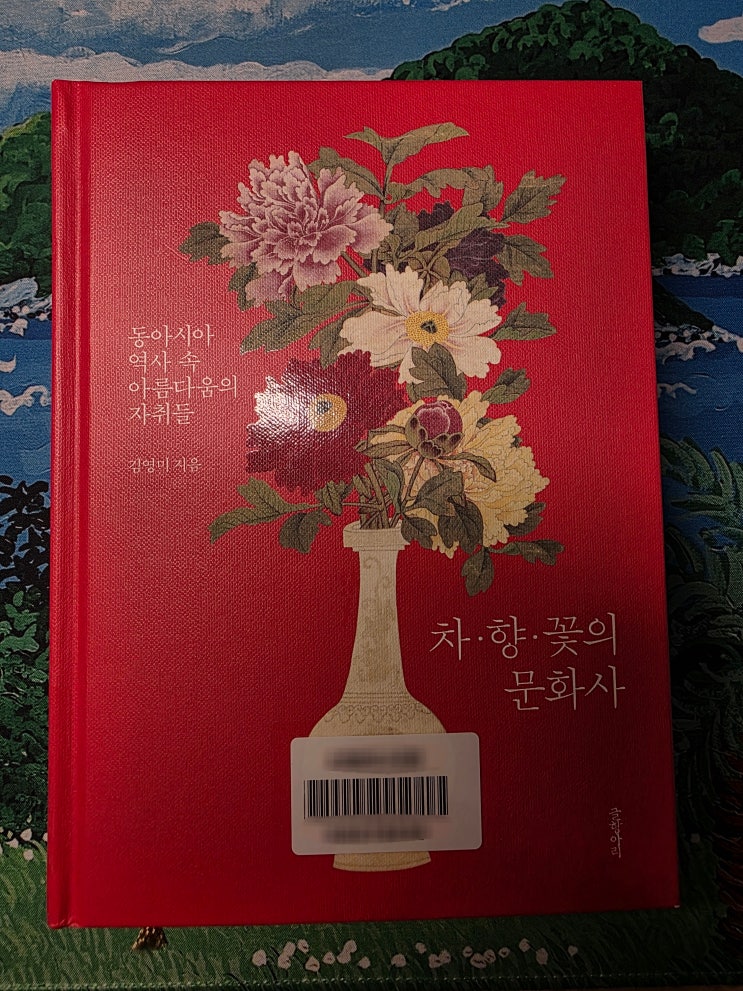 동아시아
역사 속
아름다움의
자취들
김영미 지음
차·향·꽃의
문화사
글항아리